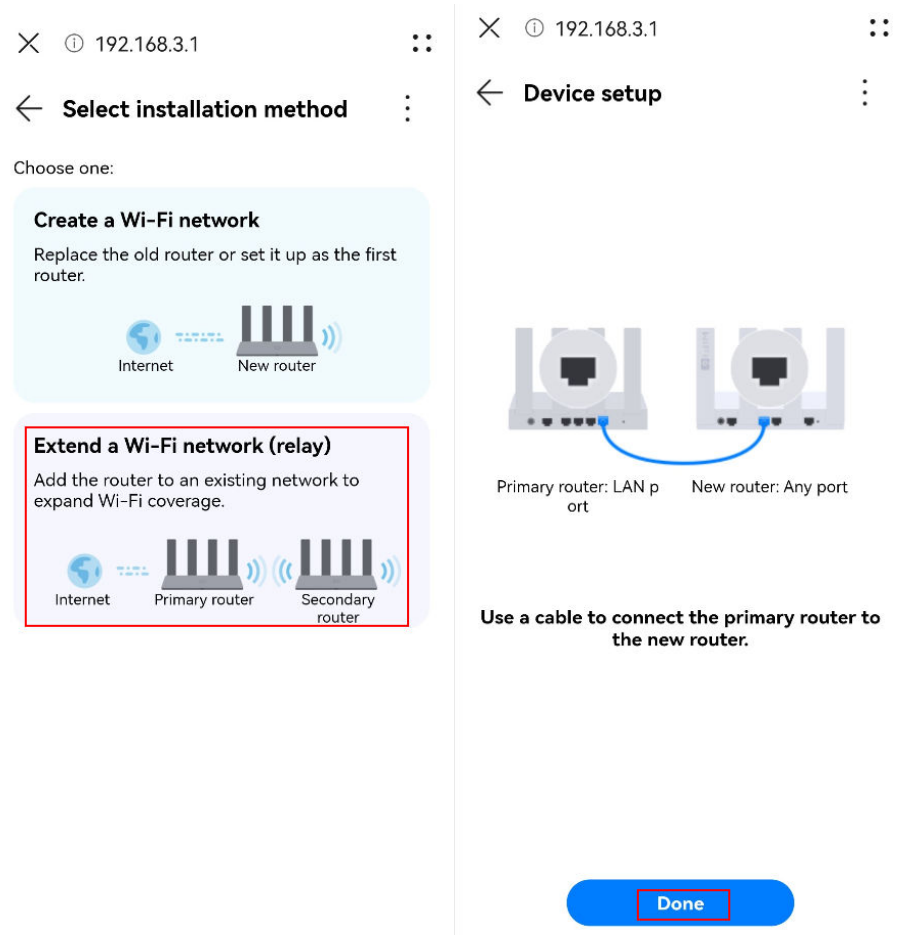 192.168.3.1
Select installation method
Choose one:
Create a Wi-Fi network
Replace the old router or set it up as the first
router.
Internet
New router
Extend a Wi-Fi network (relay)
Add the router to an existing network to
expand Wi-Fi coverage.
Internet
Primary router
Secondary
router
192.168.3.1
Device setup
Primary router: LAN p
ort
New router: Any port
Use a cable to connect the primary router to
the new router.
Done